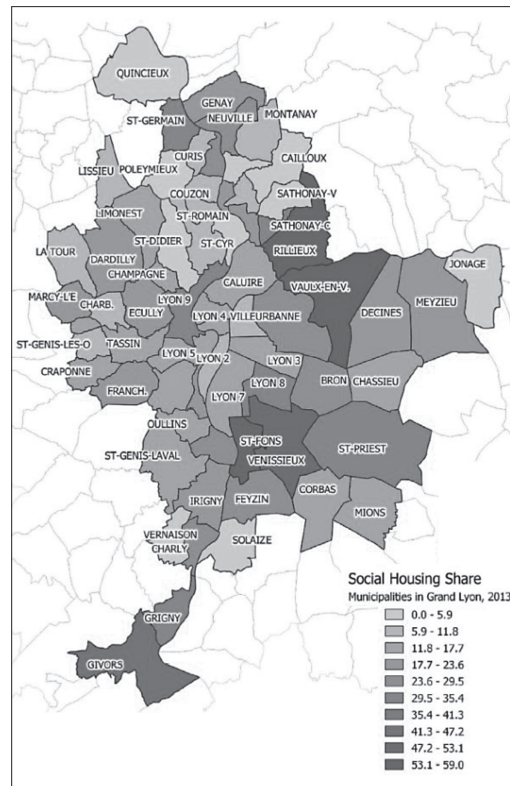 QUINCIEUX
GENAY
ST-GERMAIN
NEUVILLE
MONTANAY
CURIS
CAILLOUX
LISSIEU
POLEYMIEUX
COUZON
SATHONAY-V
LIMONEST
ST-ROMAIN
SATHONAY-C
LA TOUR
ST-DIDIER
ST-CYR
RILLIEUX
DARDILLY
JONAGE
CHAMPAGNE
CALUIRE
VAULX-EN-V.
MARCY-L'E
CHARB.
LYON 9
MEYZIEU
ECULLY
LYON 4
VILLEURBANNE
DECINES
ST-GENIS-LES-O
TASSIN
LYON 5
LYON 2
LYON 3
CRAPONNE
FRANCH.
LYON 8
BRON
CHASSIEU
LYON 7
OULLINS
ST-FONS
ST-PRIEST
ST-GENIS-LAVAL
VENISSIEUX
IRIGNY
FEYZIN
CORBAS
MIONS
VERNAISON
SOLAIZE
CHARLY
GRIGNY
GIVORS
Social Housing Share
Municipalities in Grand Lyon, 2013
0.0 - 5.9
5.9 - 11.8
11.8 - 17.7
17.7 - 23.6
23.6 - 29.5
29.5 - 35.4
35.4 - 41.3
41.3 - 47.2
47.2 - 53.1
53.1 - 59.0